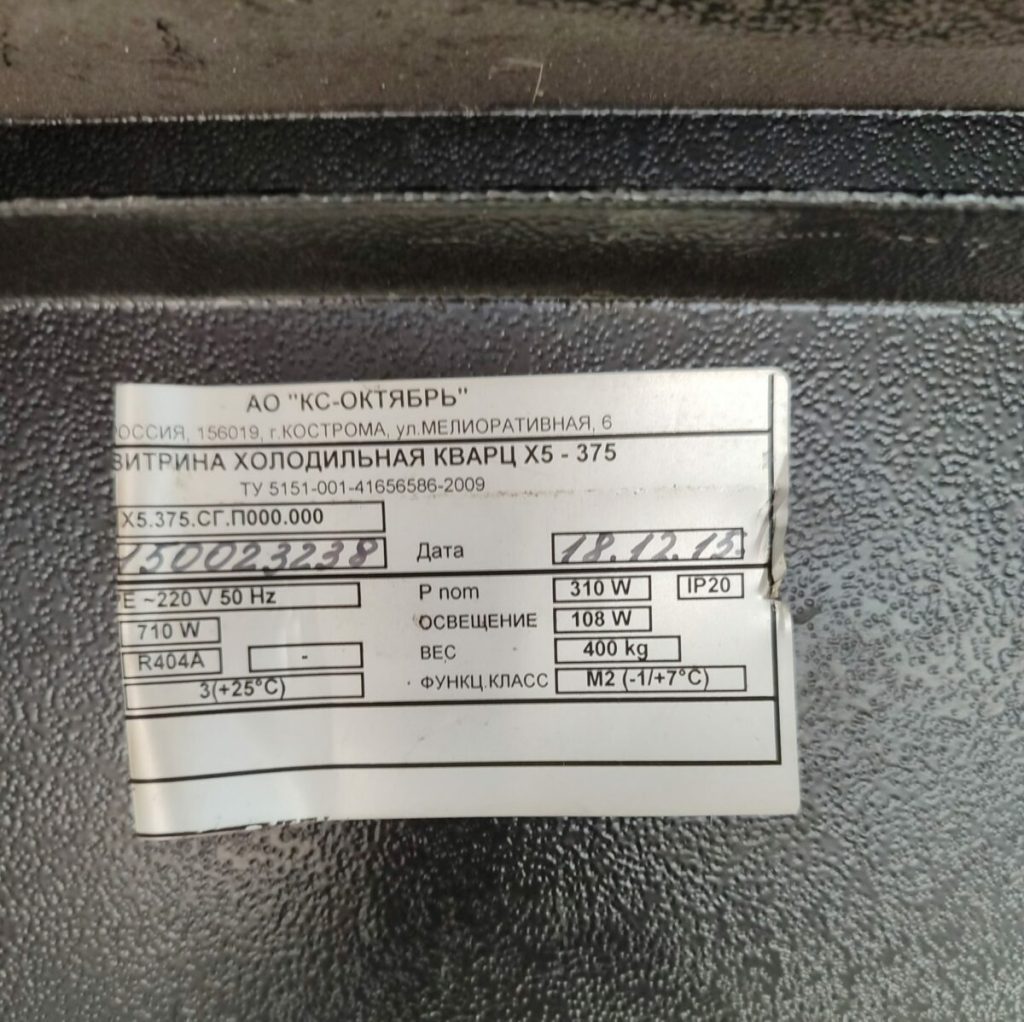 АО "КС-ОКТЯБРЬ"
РОССИЯ, 156019, г.КОСТРОМА, ул.МЕЛИОРАТИВНАЯ, 6
ВИТРИНА ХОЛОДИЛЬНАЯ КВАРЦ Х5 - 375
ТУ 5151-001-41656586-2009
Х5.375.СГ.П000.000
150023238 Дата 18.12.15.
РЕ ~220 V 50 Hz P nom 310 W IP20
710 W ОСВЕЩЕНИЕ 108 W
R404A - ВЕС 400 kg
3(+25°C) ФУНКЦ.КЛАСС М2 (-1/+7°C)